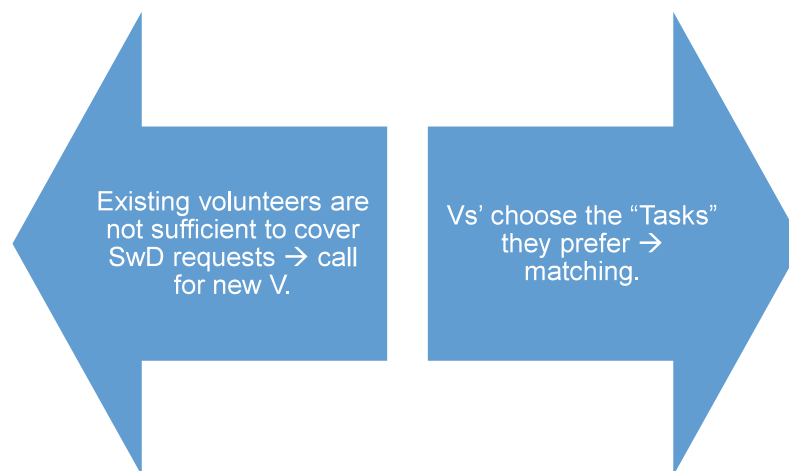 Existing volunteers are
not sufficient to cover
SwD requests → call
for new V.
Vs’ choose the “Tasks”
they prefer →
matching.